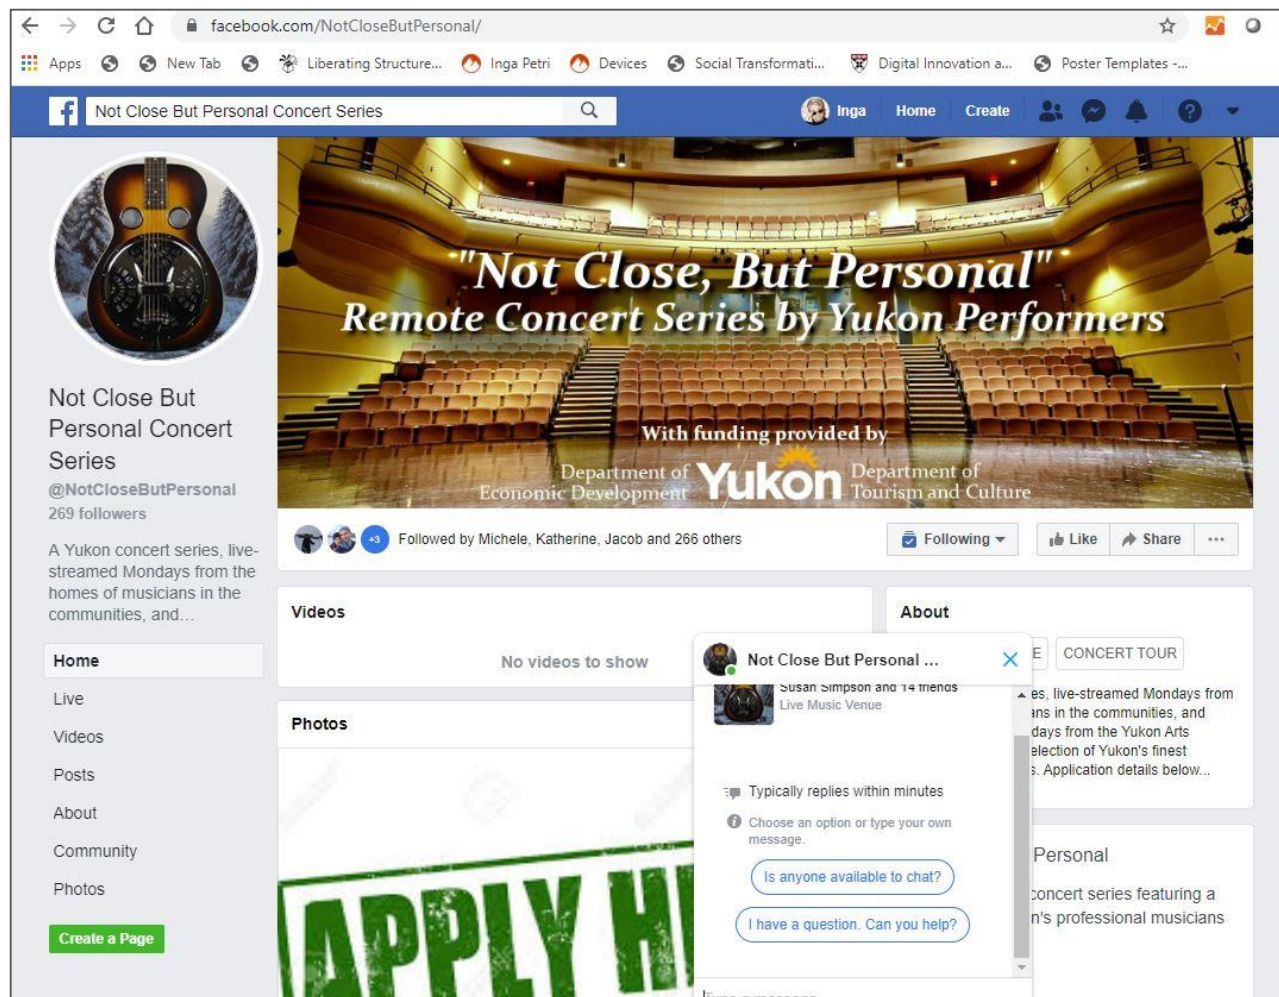 facebook.com/NotCloseButPersonal/
Apps
New Tab
Liberating Structure...
Inga Petri
Devices
Social Transformati...
Digital Innovation a...
Poster Templates -...
f
Not Close But Personal Concert Series
Inga
Home
Create
"Not Close, But Personal"
Remote Concert Series by Yukon Performers
With funding provided by
Department of
Economic Development
Yukon
Department of
Tourism and Culture
Not Close But
Personal Concert
Series
@NotCloseButPersonal
269 followers
A Yukon concert series, live-
streamed Mondays from the
homes of musicians in the
communities, and...
Home
Live
Videos
Posts
About
Community
Photos
Create a Page
+3
Followed by Michele, Katherine, Jacob and 266 others
Following
Like
Share
Videos
No videos to show
Photos
APPLY H
About
E
CONCERT TOUR
es, live-streamed Mondays from
ans in the communities, and
days from the Yukon Arts
election of Yukon's finest
s. Application details below...
Personal
concert series featuring a
n's professional musicians
Not Close But Personal ...
Susan Simpson and 14 friends
Live Music Venue
Typically replies within minutes
Choose an option or type your own
message.
Is anyone available to chat?
I have a question. Can you help?
Type a message